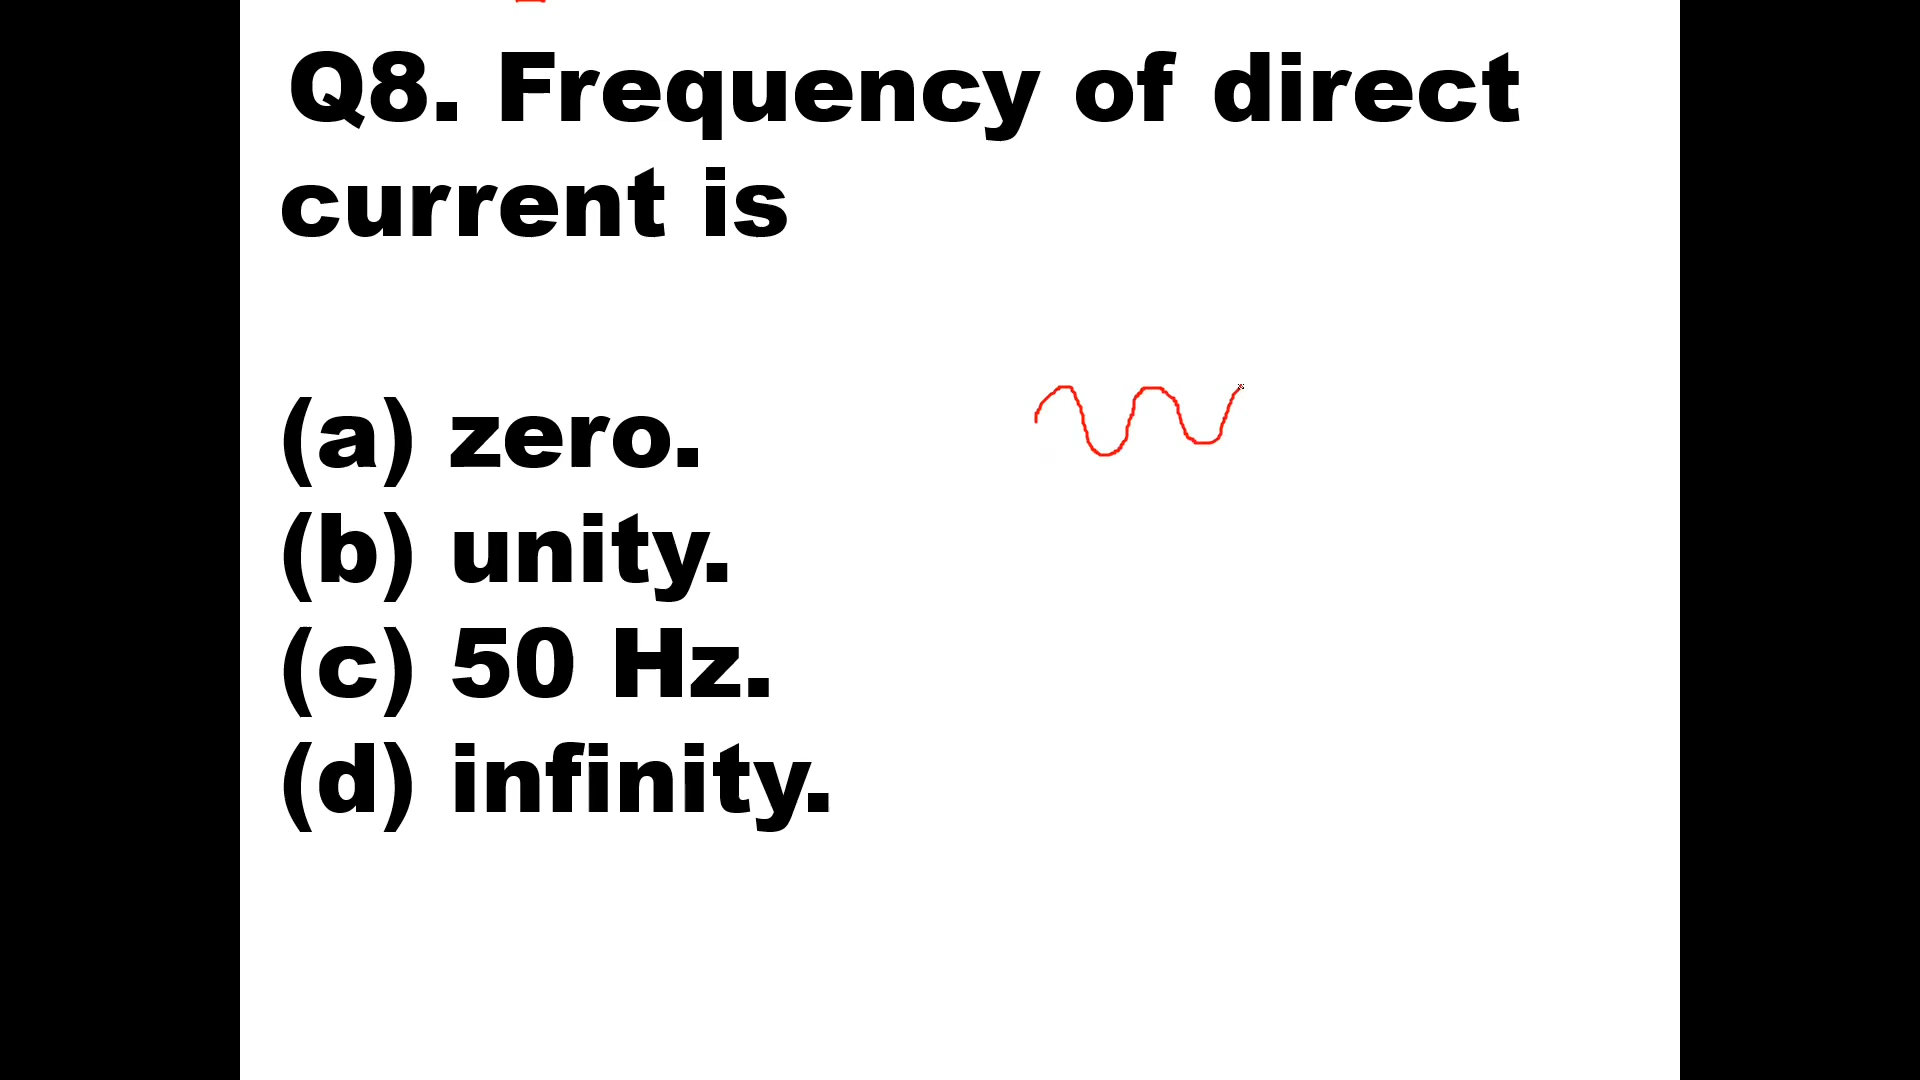 Q8. Frequency of direct
current is
(a) zero.
(b) unity.
(c) 50 Hz.
(d) infinity.